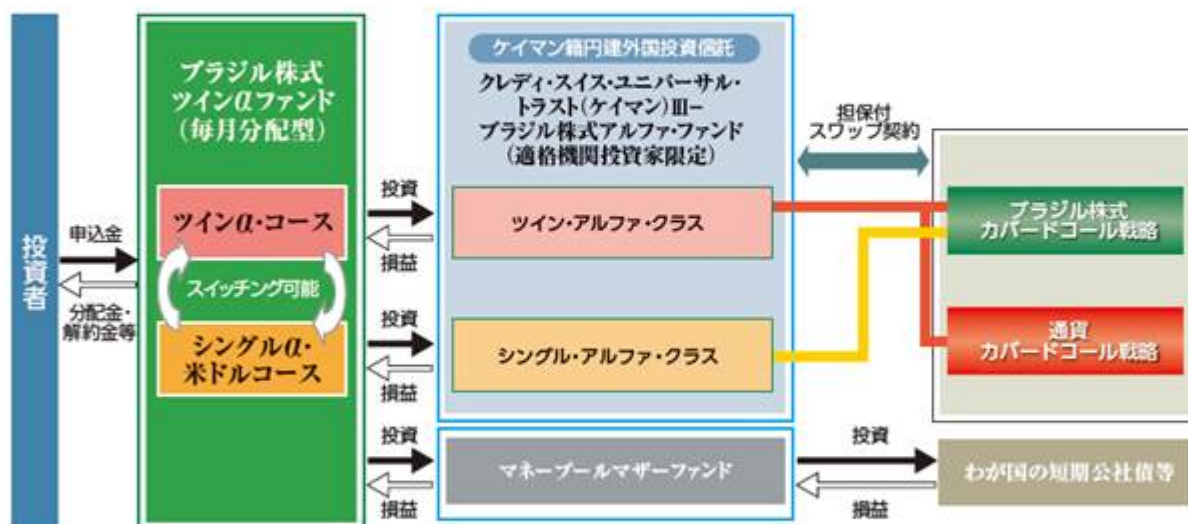 投資者
申込金
分配金・
解約金等
ブラジル株式
ツインαファンド
（毎月分配型）
ツインα・コース
スイッチング可能
シングルα・
米ドルコース
投資
損益
投資
損益
投資
損益
ケイマン籍円建外国投資信託
クレディ・スイス・ユニバーサル・
トラスト（ケイマン）Ⅲ－
ブラジル株式アルファ・ファンド
（適格機関投資家限定）
ツイン・アルファ・クラス
シングル・アルファ・クラス
マネープールマザーファンド
担保付
スワップ契約
ブラジル株式
カバードコール戦略
通貨
カバードコール戦略
投資
損益
わが国の短期公社債等